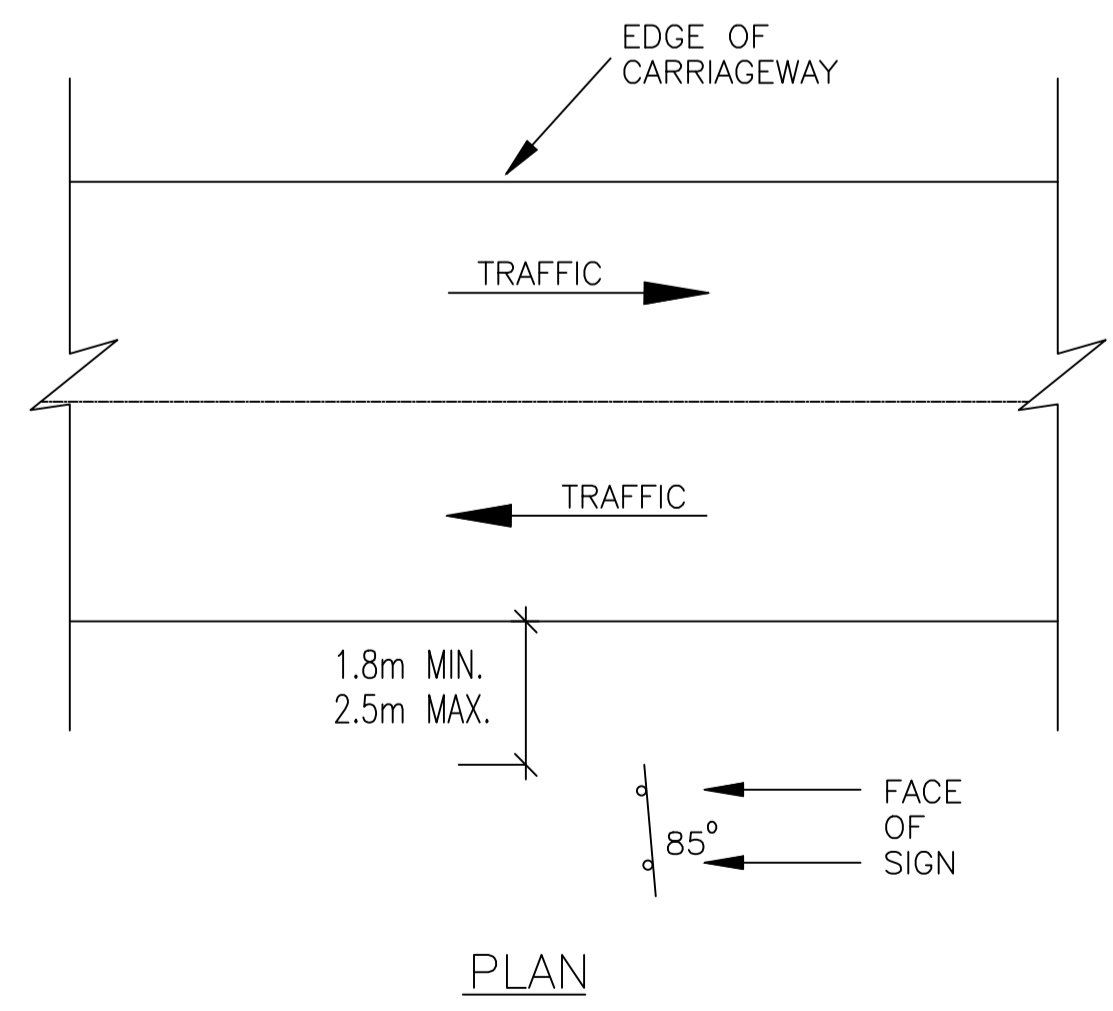 EDGE OF
CARRIAGEWAY
TRAFFIC
TRAFFIC
1.8m MIN.
2.5m MAX.
85°
FACE
OF
SIGN
PLAN